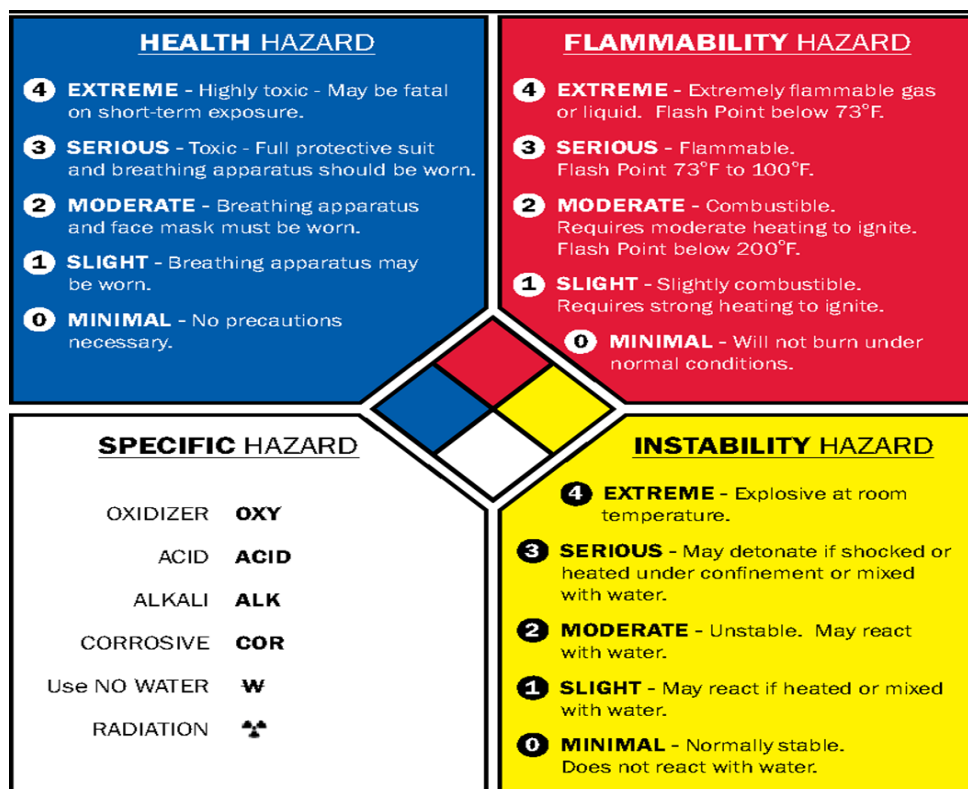 HEALTH HAZARD
4 EXTREME - Highly toxic - May be fatal
on short-term exposure.
3 SERIOUS - Toxic - Full protective suit
and breathing apparatus should be worn.
2 MODERATE - Breathing apparatus
and face mask must be worn.
1 SLIGHT - Breathing apparatus may
be worn.
0 MINIMAL - No precautions
necessary.
FLAMMABILITY HAZARD
4 EXTREME - Extremely flammable gas
or liquid. Flash Point below 73°F.
3 SERIOUS - Flammable.
Flash Point 73°F to 100°F.
2 MODERATE - Combustible.
Requires moderate heating to ignite.
Flash Point below 200°F.
1 SLIGHT - Slightly combustible.
Requires strong heating to ignite.
0 MINIMAL - Will not burn under
normal conditions.
SPECIFIC HAZARD
OXIDIZER OXY
ACID ACID
ALKALI ALK
CORROSIVE COR
Use NO WATER W̶
RADIATION ☢
INSTABILITY HAZARD
4 EXTREME - Explosive at room
temperature.
3 SERIOUS - May detonate if shocked or
heated under confinement or mixed
with water.
2 MODERATE - Unstable. May react
with water.
1 SLIGHT - May react if heated or mixed
with water.
0 MINIMAL - Normally stable.
Does not react with water.